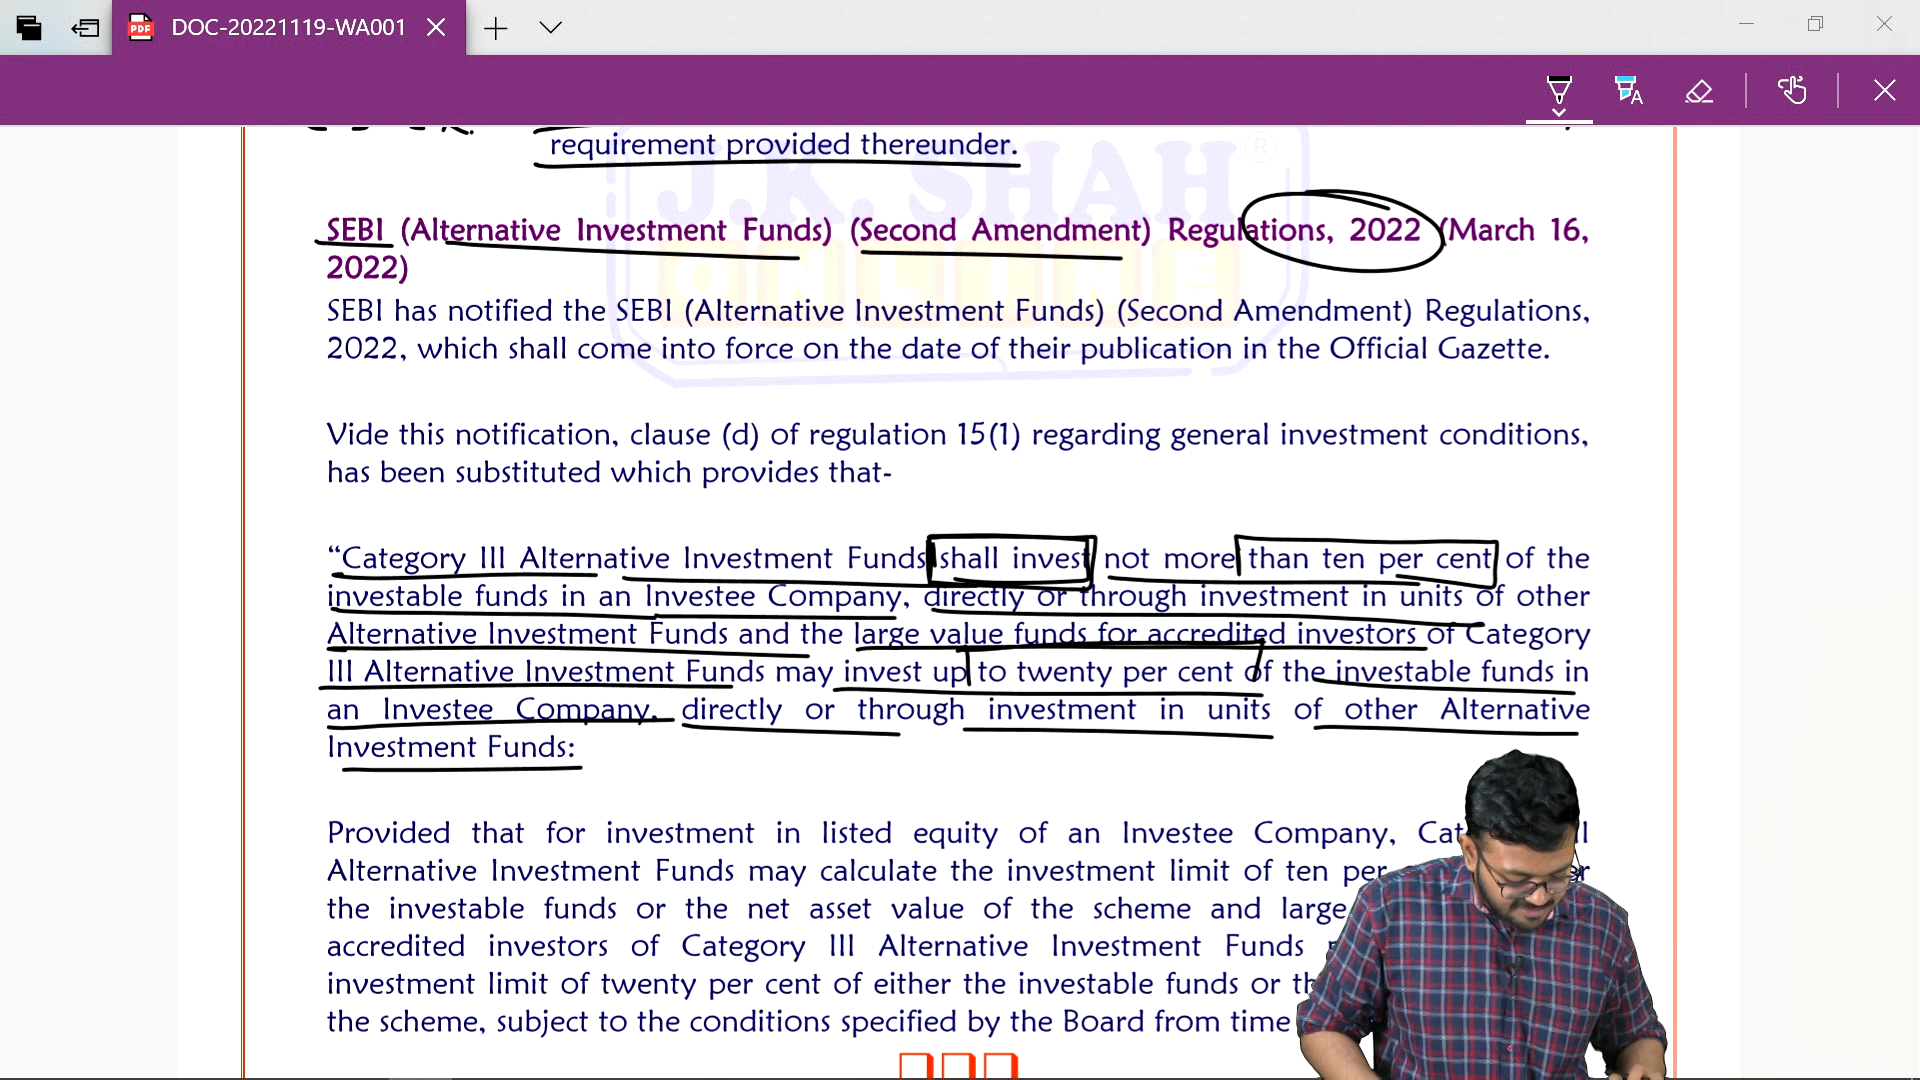 DOC-20221119-WA001
requirement provided thereunder.
J.K. SHAH ®
ONLINE
SEBI (Alternative Investment Funds) (Second Amendment) Regulations, 2022 (March 16,
2022)
SEBI has notified the SEBI (Alternative Investment Funds) (Second Amendment) Regulations,
2022, which shall come into force on the date of their publication in the Official Gazette.
Vide this notification, clause (d) of regulation 15(1) regarding general investment conditions,
has been substituted which provides that-
“Category III Alternative Investment Funds shall invest not more than ten per cent of the
investable funds in an Investee Company, directly or through investment in units of other
Alternative Investment Funds and the large value funds for accredited investors of Category
III Alternative Investment Funds may invest up to twenty per cent of the investable funds in
an Investee Company, directly or through investment in units of other Alternative
Investment Funds:
Provided that for investment in listed equity of an Investee Company,
Alternative Investment Funds may calculate the investment limit of ten per
the investable funds or the net asset value of the scheme and large
accredited investors of Category III Alternative Investment Funds
investment limit of twenty per cent of either the investable funds or
the scheme, subject to the conditions specified by the Board from time